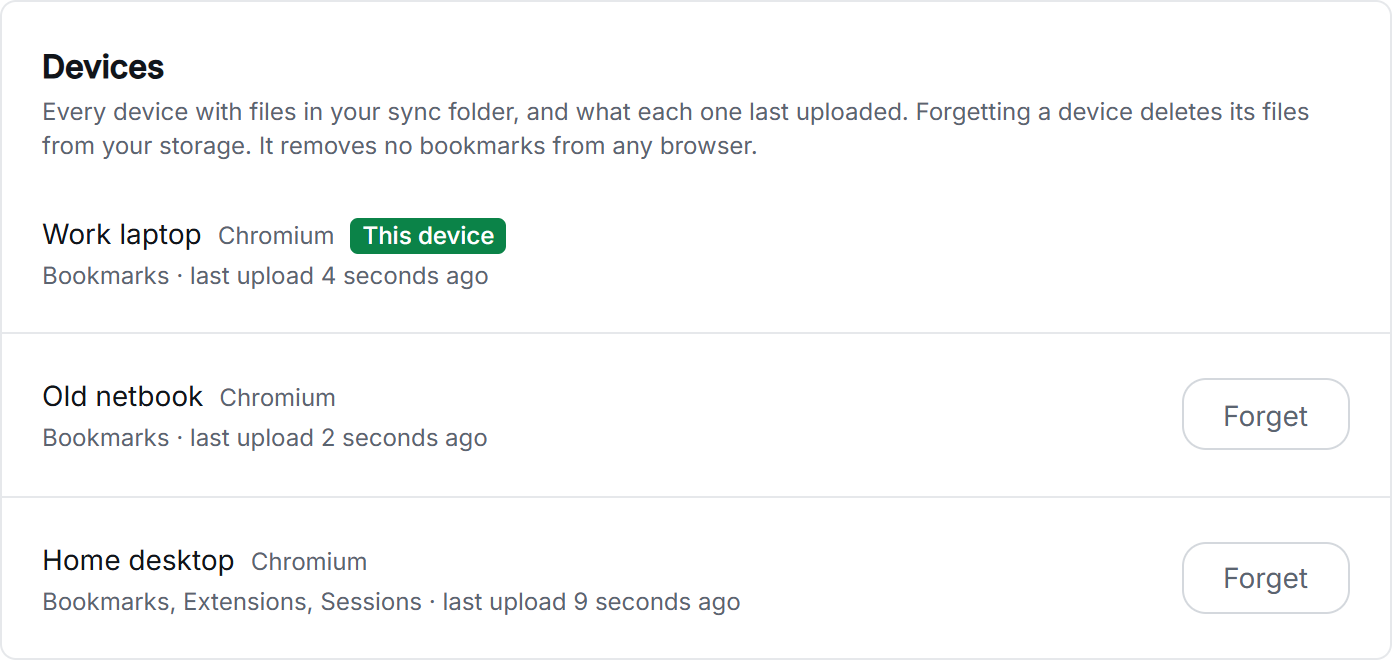 Devices
Every device with files in your sync folder, and what each one last uploaded. Forgetting a device deletes its files
from your storage. It removes no bookmarks from any browser.
Work laptop Chromium This device
Bookmarks · last upload 4 seconds ago
Old netbook Chromium
Forget
Bookmarks · last upload 2 seconds ago
Home desktop Chromium
Forget
Bookmarks, Extensions, Sessions · last upload 9 seconds ago